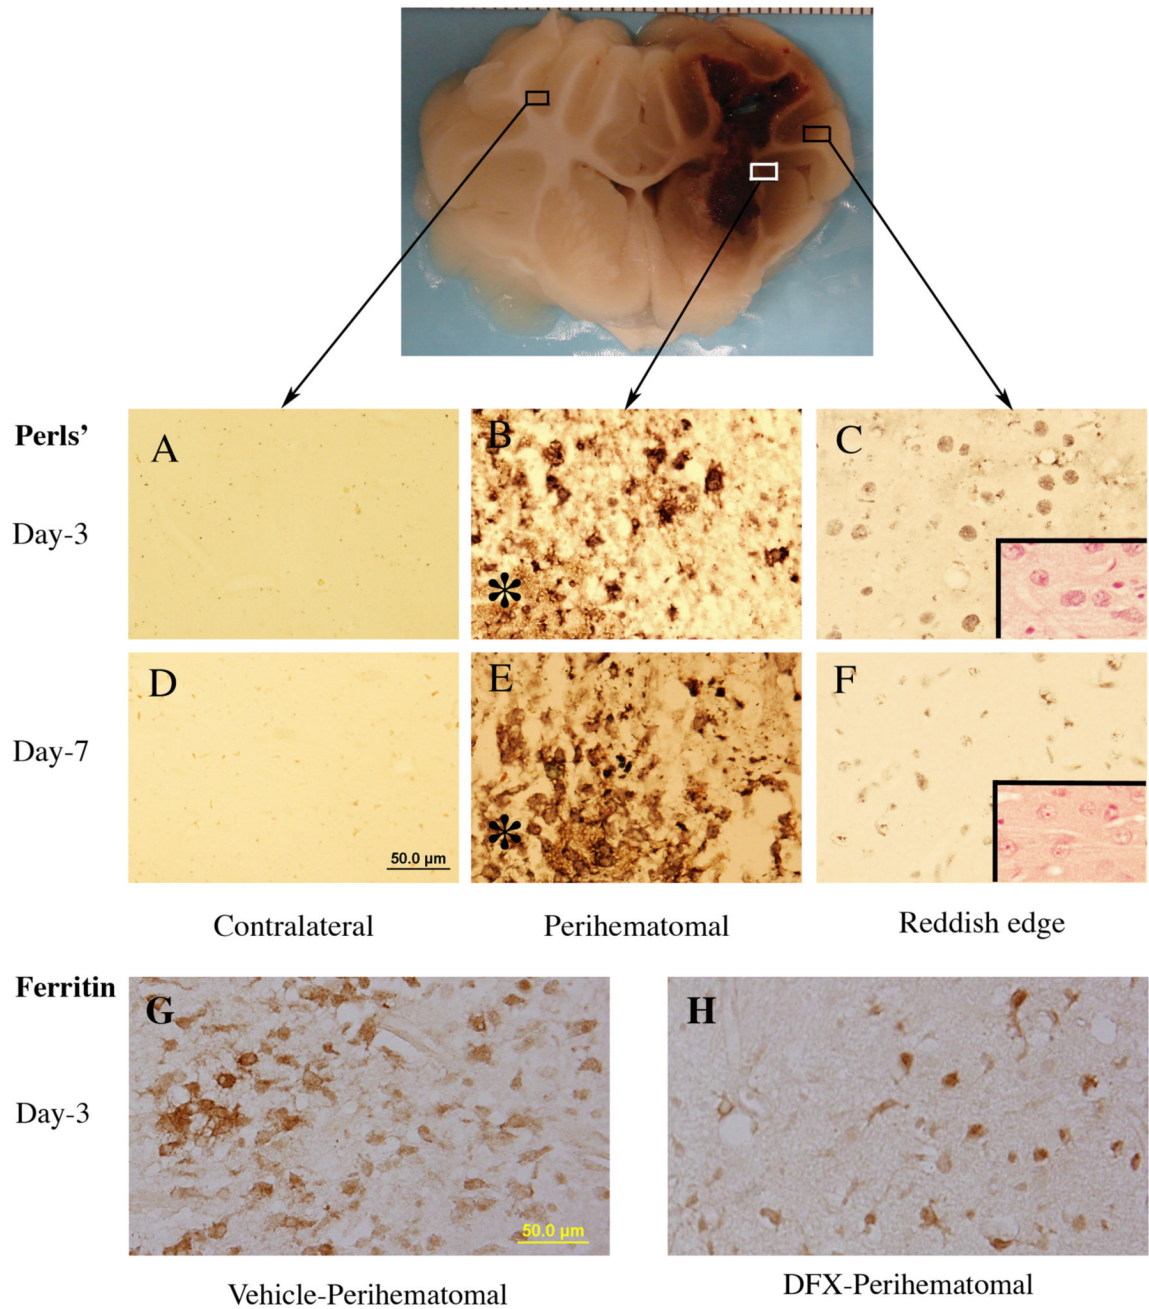 Perls’
A
B
C
Day-3
*
D
E
F
Day-7
*
50.0 µm
Contralateral
Perihematomal
Reddish edge
Ferritin
G
H
Day-3
50.0 µm
Vehicle-Perihematomal
DFX-Perihematomal